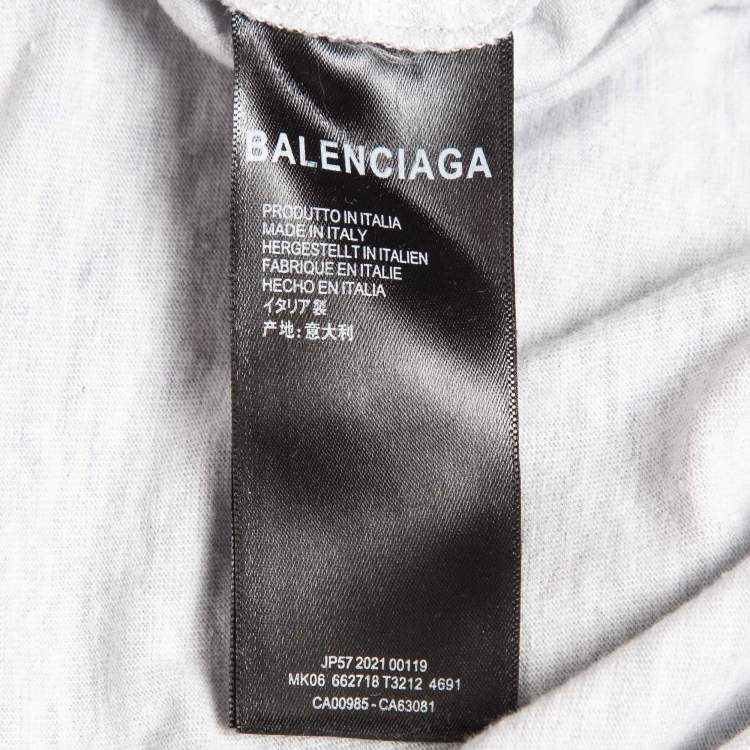 BALENCIAGA
PRODUTTO IN ITALIA
MADE IN ITALY
HERGESTELLT IN ITALIEN
FABRIQUE EN ITALIE
HECHO EN ITALIA
イタリア製
产地:意大利
JP57 2021 00119
MK06 662718 T3212 4691
CA00985 - CA63081